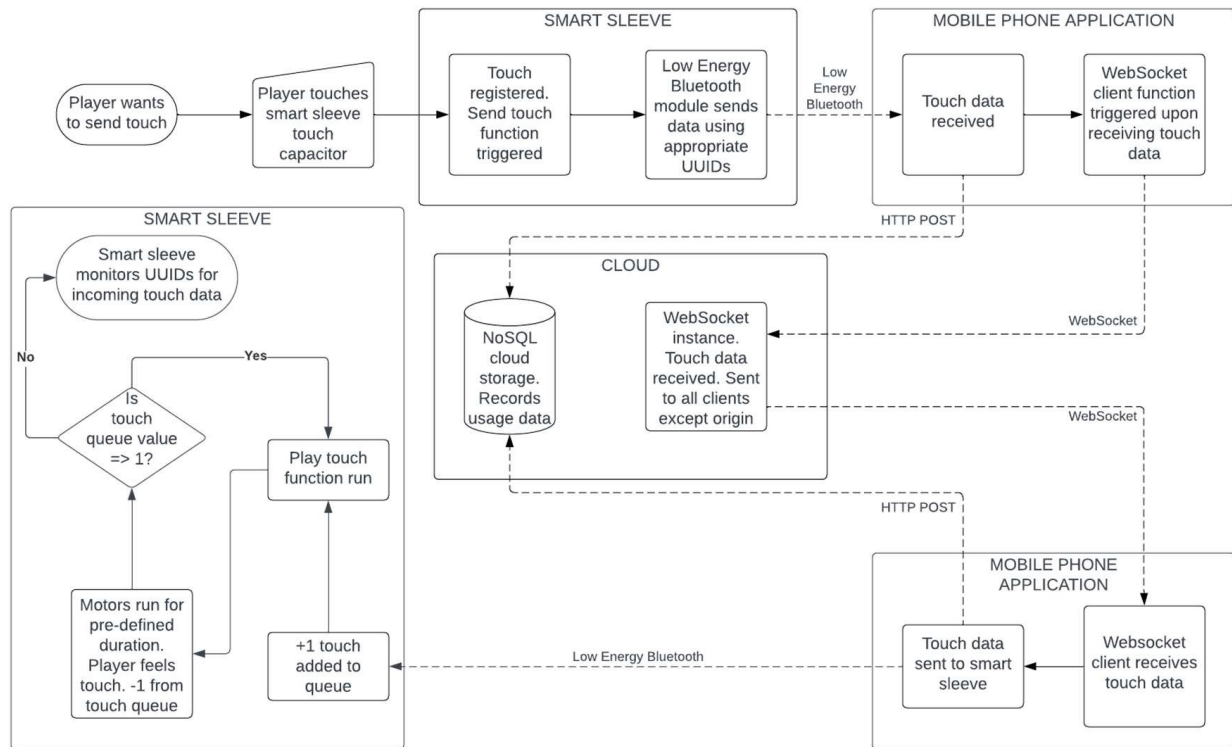 SMART SLEEVE
MOBILE PHONE APPLICATION
Player wants
to send touch
Player touches
smart sleeve
touch
capacitor
Touch
registered.
Send touch
function
triggered
Low Energy
Bluetooth
module sends
data using
appropriate
UUIDs
Low
Energy
Bluetooth
Touch data
received
WebSocket
client function
triggered upon
receiving touch
data
SMART SLEEVE
HTTP POST
Smart sleeve
monitors UUIDs for
incoming touch data
CLOUD
NoSQL
cloud
storage.
Records
usage data
WebSocket
instance.
Touch data
received. Sent
to all clients
except origin
WebSocket
WebSocket
No
Yes
Is
touch
queue value
=> 1?
Play touch
function run
HTTP POST
MOBILE PHONE
APPLICATION
Motors run for
pre-defined
duration.
Player feels
touch. -1 from
touch queue
+1 touch
added to
queue
Low Energy Bluetooth
Touch data
sent to smart
sleeve
Websocket
client receives
touch data